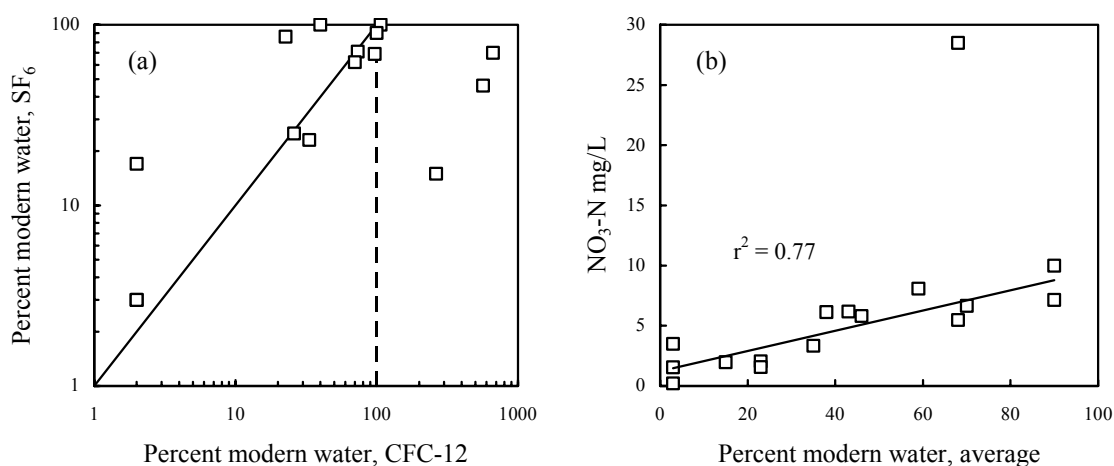 100
10
1
Percent modern water, SF6
(a)
1
10
100
1000
Percent modern water, CFC-12
30
25
20
15
10
5
0
NO3-N mg/L
(b)
r2 = 0.77
0
20
40
60
80
100
Percent modern water, average